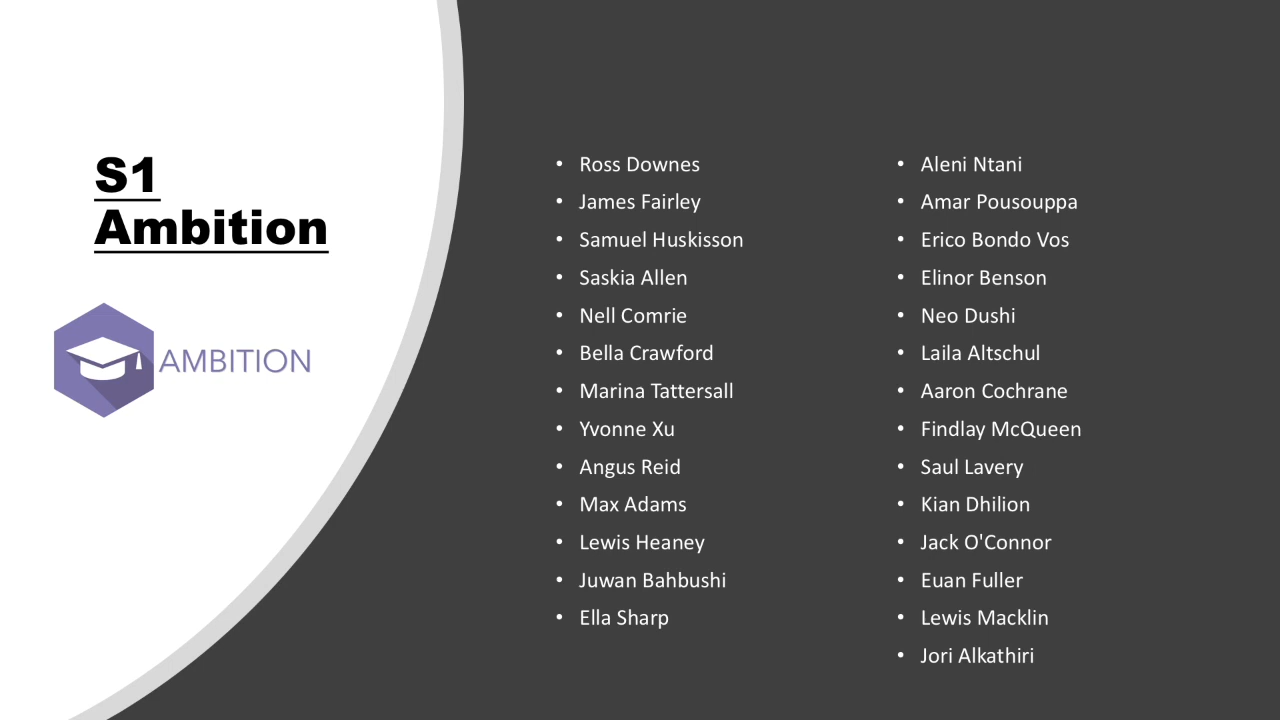 S1
Ambition
AMBITION
• Ross Downes
• James Fairley
• Samuel Huskisson
• Saskia Allen
• Nell Comrie
• Bella Crawford
• Marina Tattersall
• Yvonne Xu
• Angus Reid
• Max Adams
• Lewis Heaney
• Juwan Bahbushi
• Ella Sharp
• Aleni Ntani
• Amar Pousouppa
• Erico Bondo Vos
• Elinor Benson
• Neo Dushi
• Laila Altschul
• Aaron Cochrane
• Findlay McQueen
• Saul Lavery
• Kian Dhilion
• Jack O'Connor
• Euan Fuller
• Lewis Macklin
• Jori Alkathiri